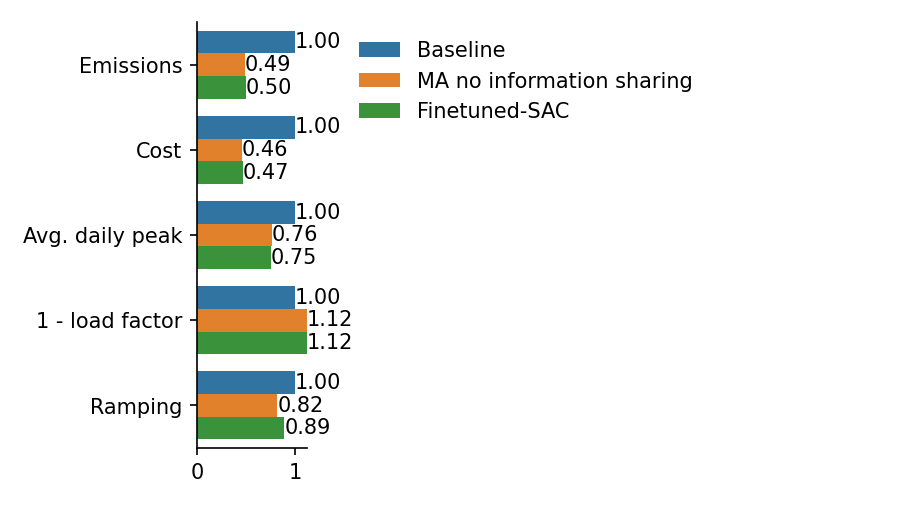 Emissions
1.00
0.49
0.50
Cost
1.00
0.46
0.47
Avg. daily peak
1.00
0.76
0.75
1 - load factor
1.00
1.12
1.12
Ramping
1.00
0.82
0.89
0 1
Baseline
MA no information sharing
Finetuned-SAC